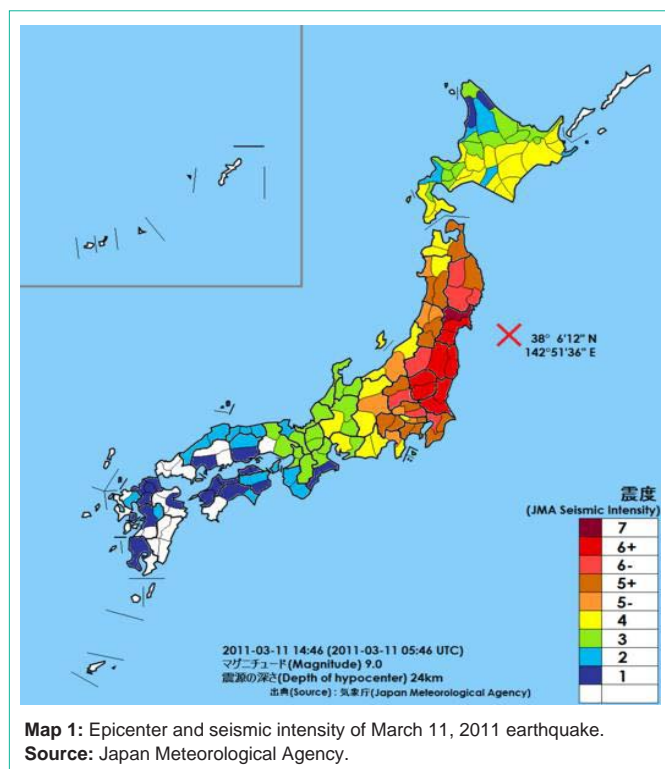 38° 6'12" N
142°51'36" E
震度
(JMA Seismic Intensity)
7
6+
6-
5+
5-
4
3
2
1
2011-03-11 14:46 (2011-03-11 05:46 UTC)
マグニチュード(Magnitude) 9.0
震源の深さ(Depth of hypocenter) 24km
出典(Source) : 気象庁(Japan Meteorological Agency)
Map 1: Epicenter and seismic intensity of March 11, 2011 earthquake.
Source: Japan Meteorological Agency.